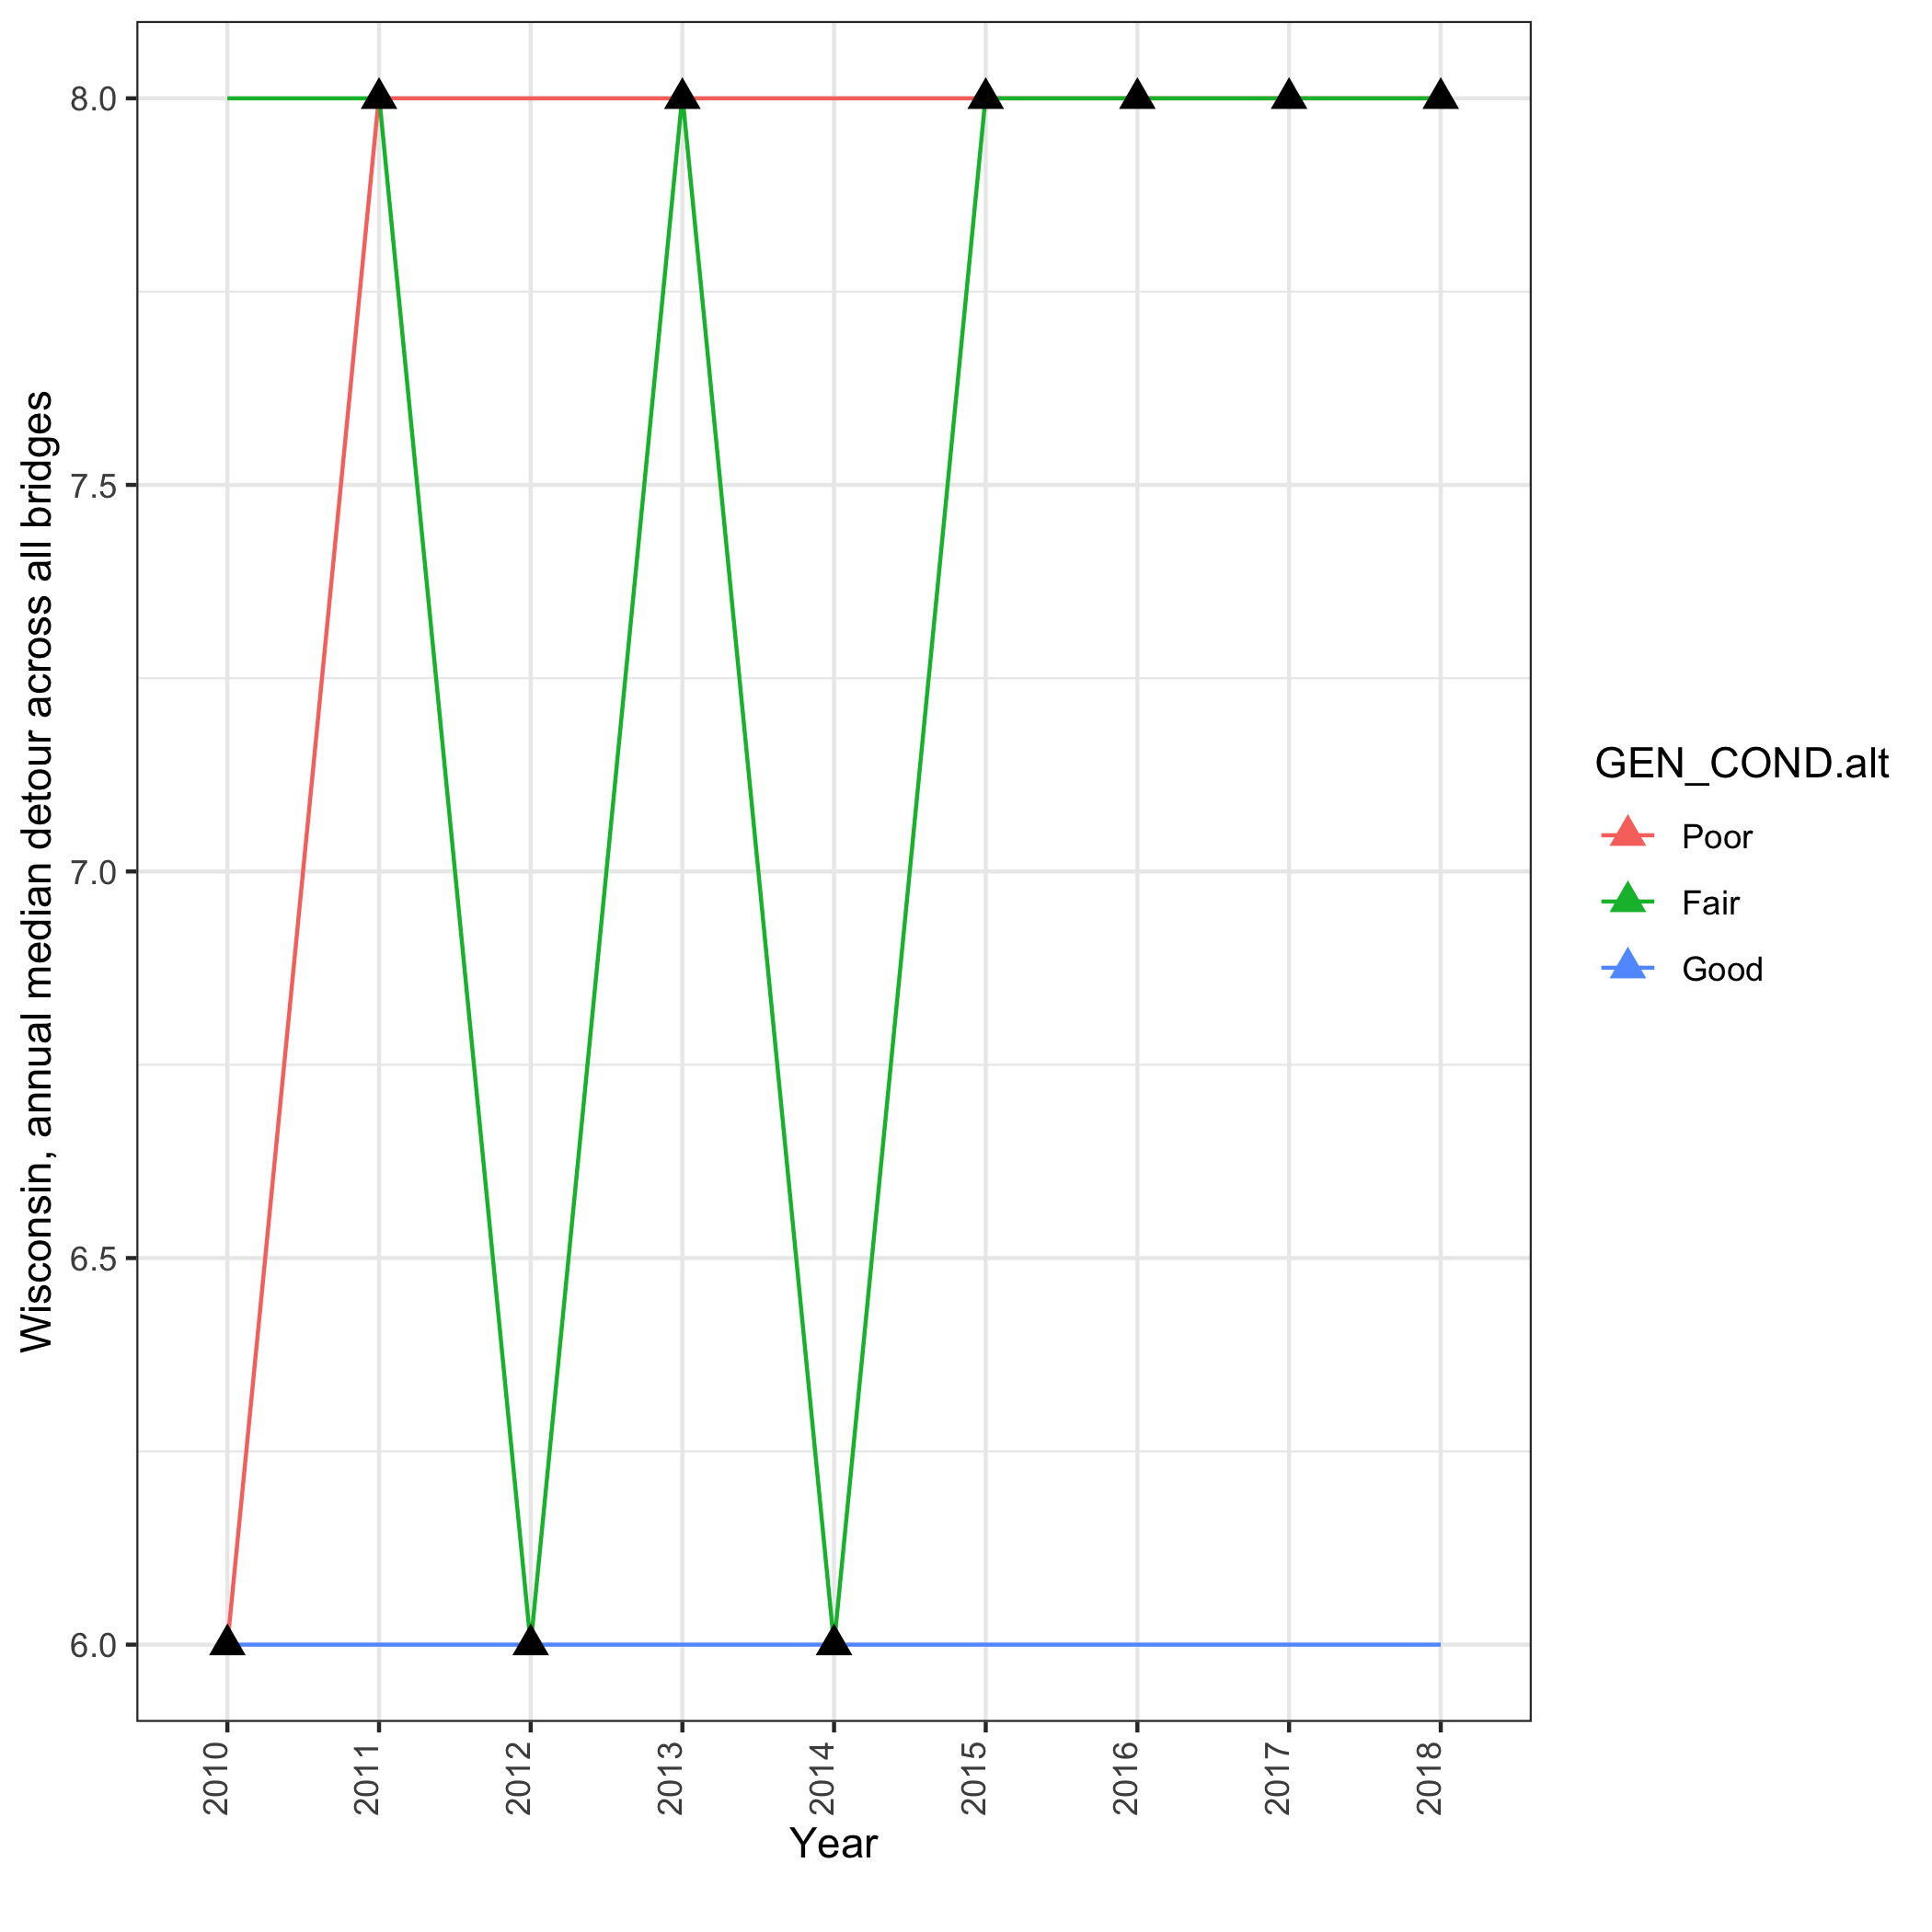 Wisconsin, annual median detour across all bridges
8.0
7.5
7.0
6.5
6.0
2010
2011
2012
2013
2014
2015
2016
2017
2018
Year
GEN_COND.alt
Poor
Fair
Good